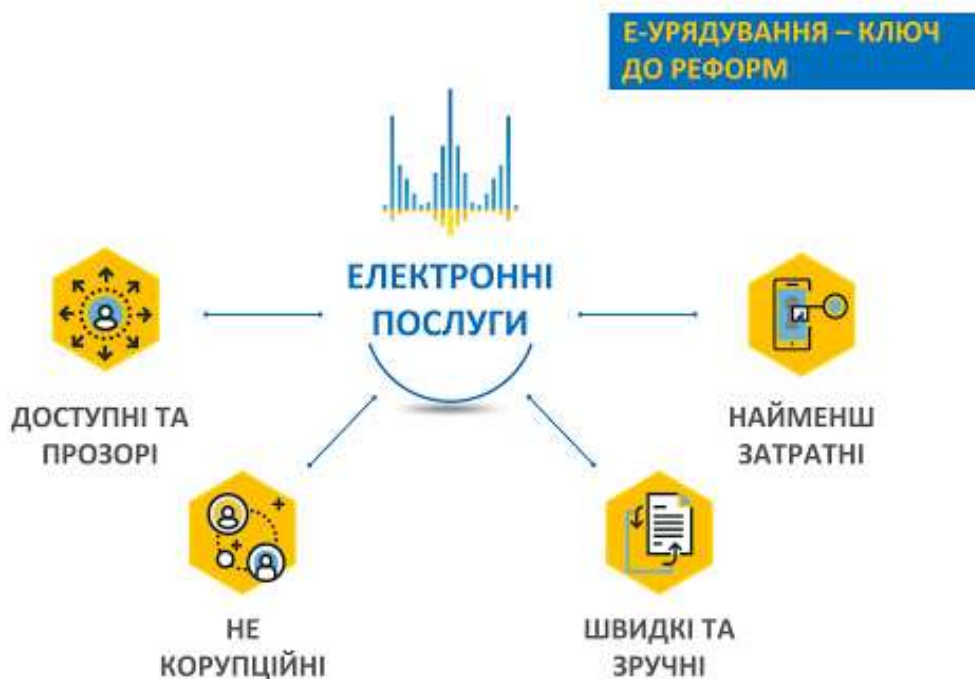 Е-УРЯДУВАННЯ – КЛЮЧ
ДО РЕФОРМ
ЕЛЕКТРОННІ
ПОСЛУГИ
ДОСТУПНІ ТА
ПРОЗОРІ
НАЙМЕНШ
ЗАТРАТНІ
НЕ
КОРУПЦІЙНІ
ШВИДКІ ТА
ЗРУЧНІ